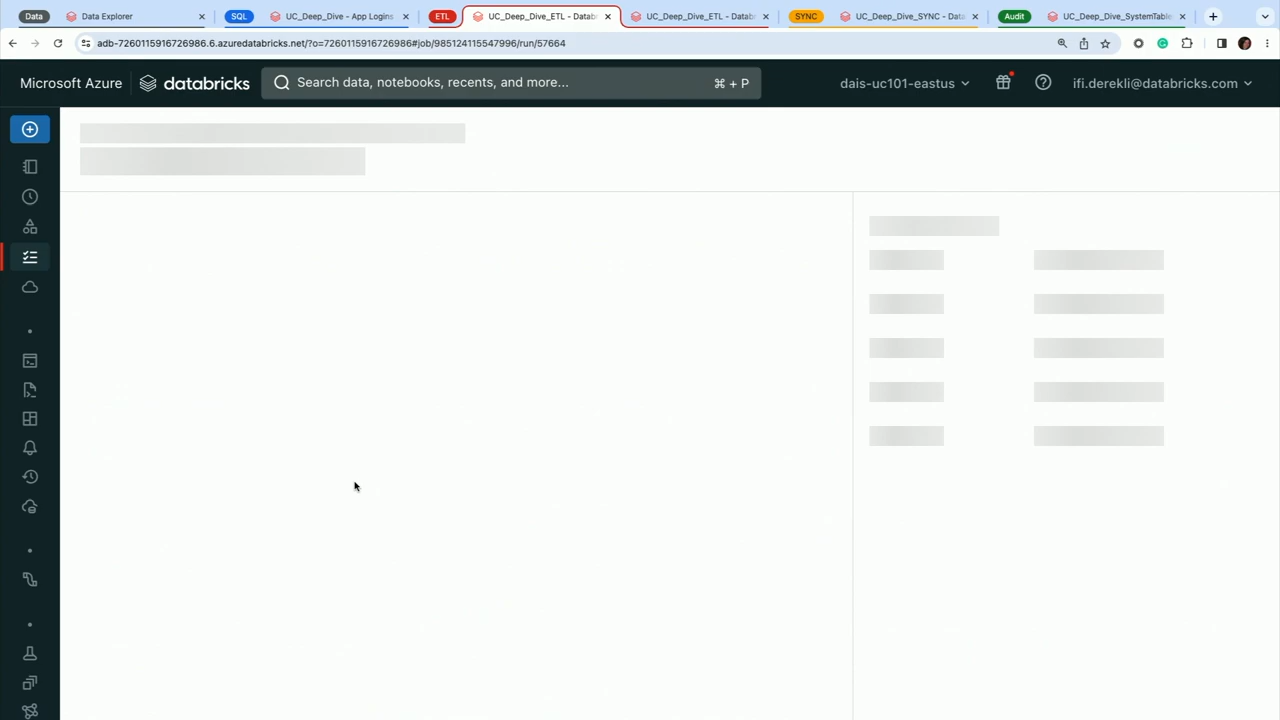 Data
Data Explorer
SQL
UC_Deep_Dive - App Logins
ETL
UC_Deep_Dive_ETL - Datab
UC_Deep_Dive_ETL - Datab
SYNC
UC_Deep_Dive_SYNC - Data
Audit
UC_Deep_Dive_SystemTable
adb-7260115916726986.6.azuredatabricks.net/?o=7260115916726986#job/985124115547996/run/57664
Microsoft Azure
databricks
Search data, notebooks, recents, and more...
⌘ + P
dais-uc101-eastus
ifi.derekli@databricks.com